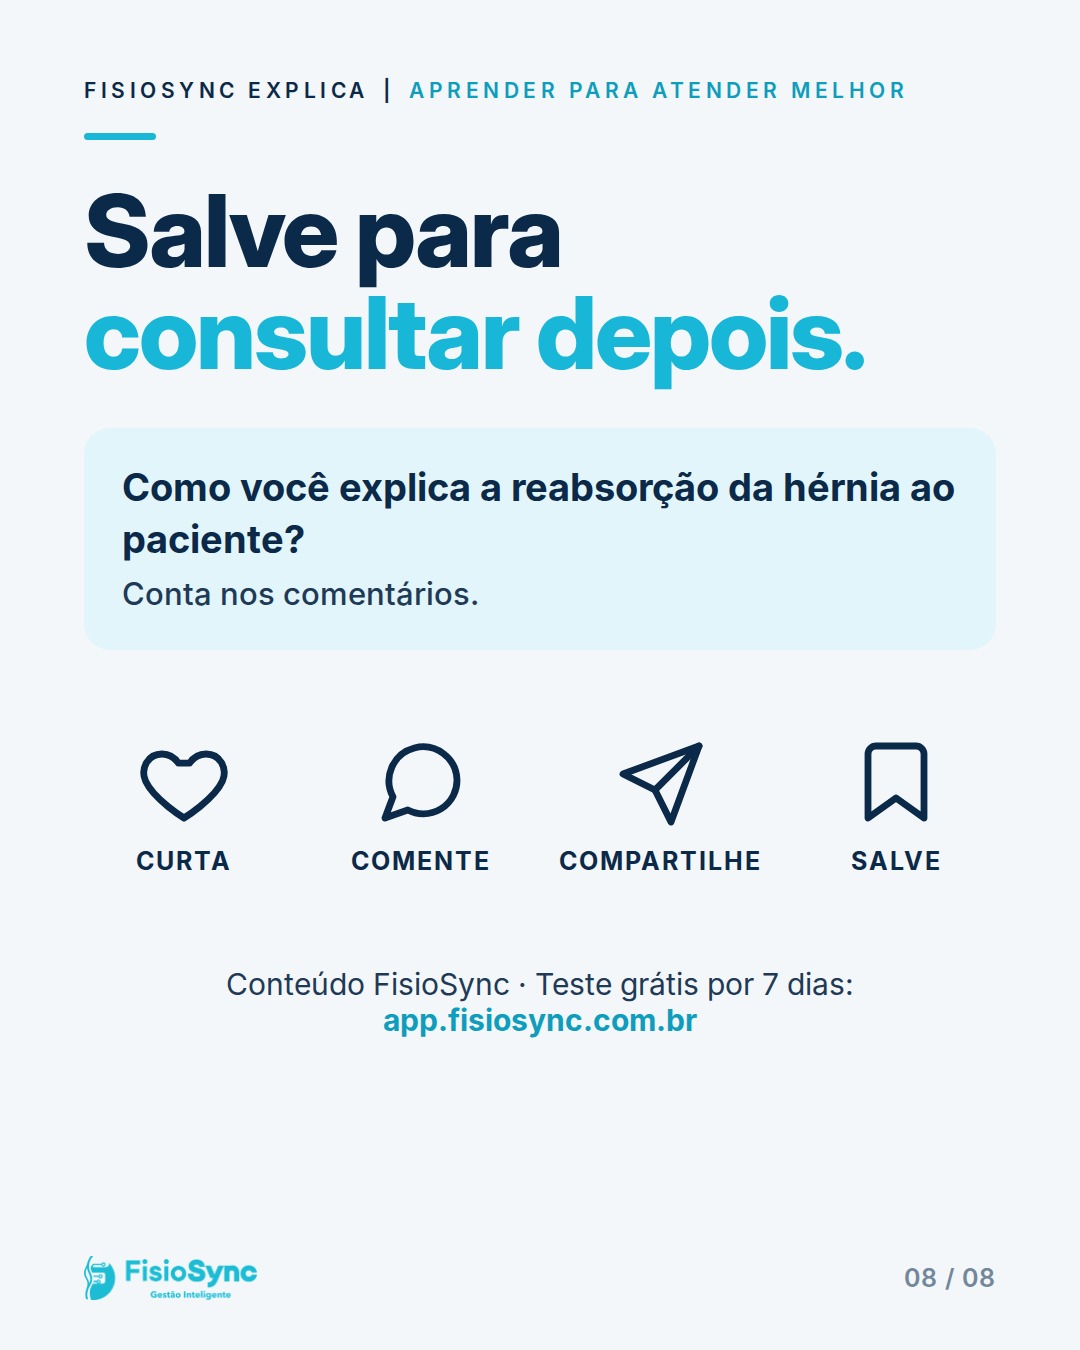 FISIOSYNC EXPLICA | APRENDER PARA ATENDER MELHOR
Salve para
consultar depois.
Como você explica a reabsorção da hérnia ao
paciente?
Conta nos comentários.
CURTA COMENTE COMPARTILHE SALVE
Conteúdo FisioSync · Teste grátis por 7 dias:
app.fisiosync.com.br
FisioSync
Gestão Inteligente
08 / 08